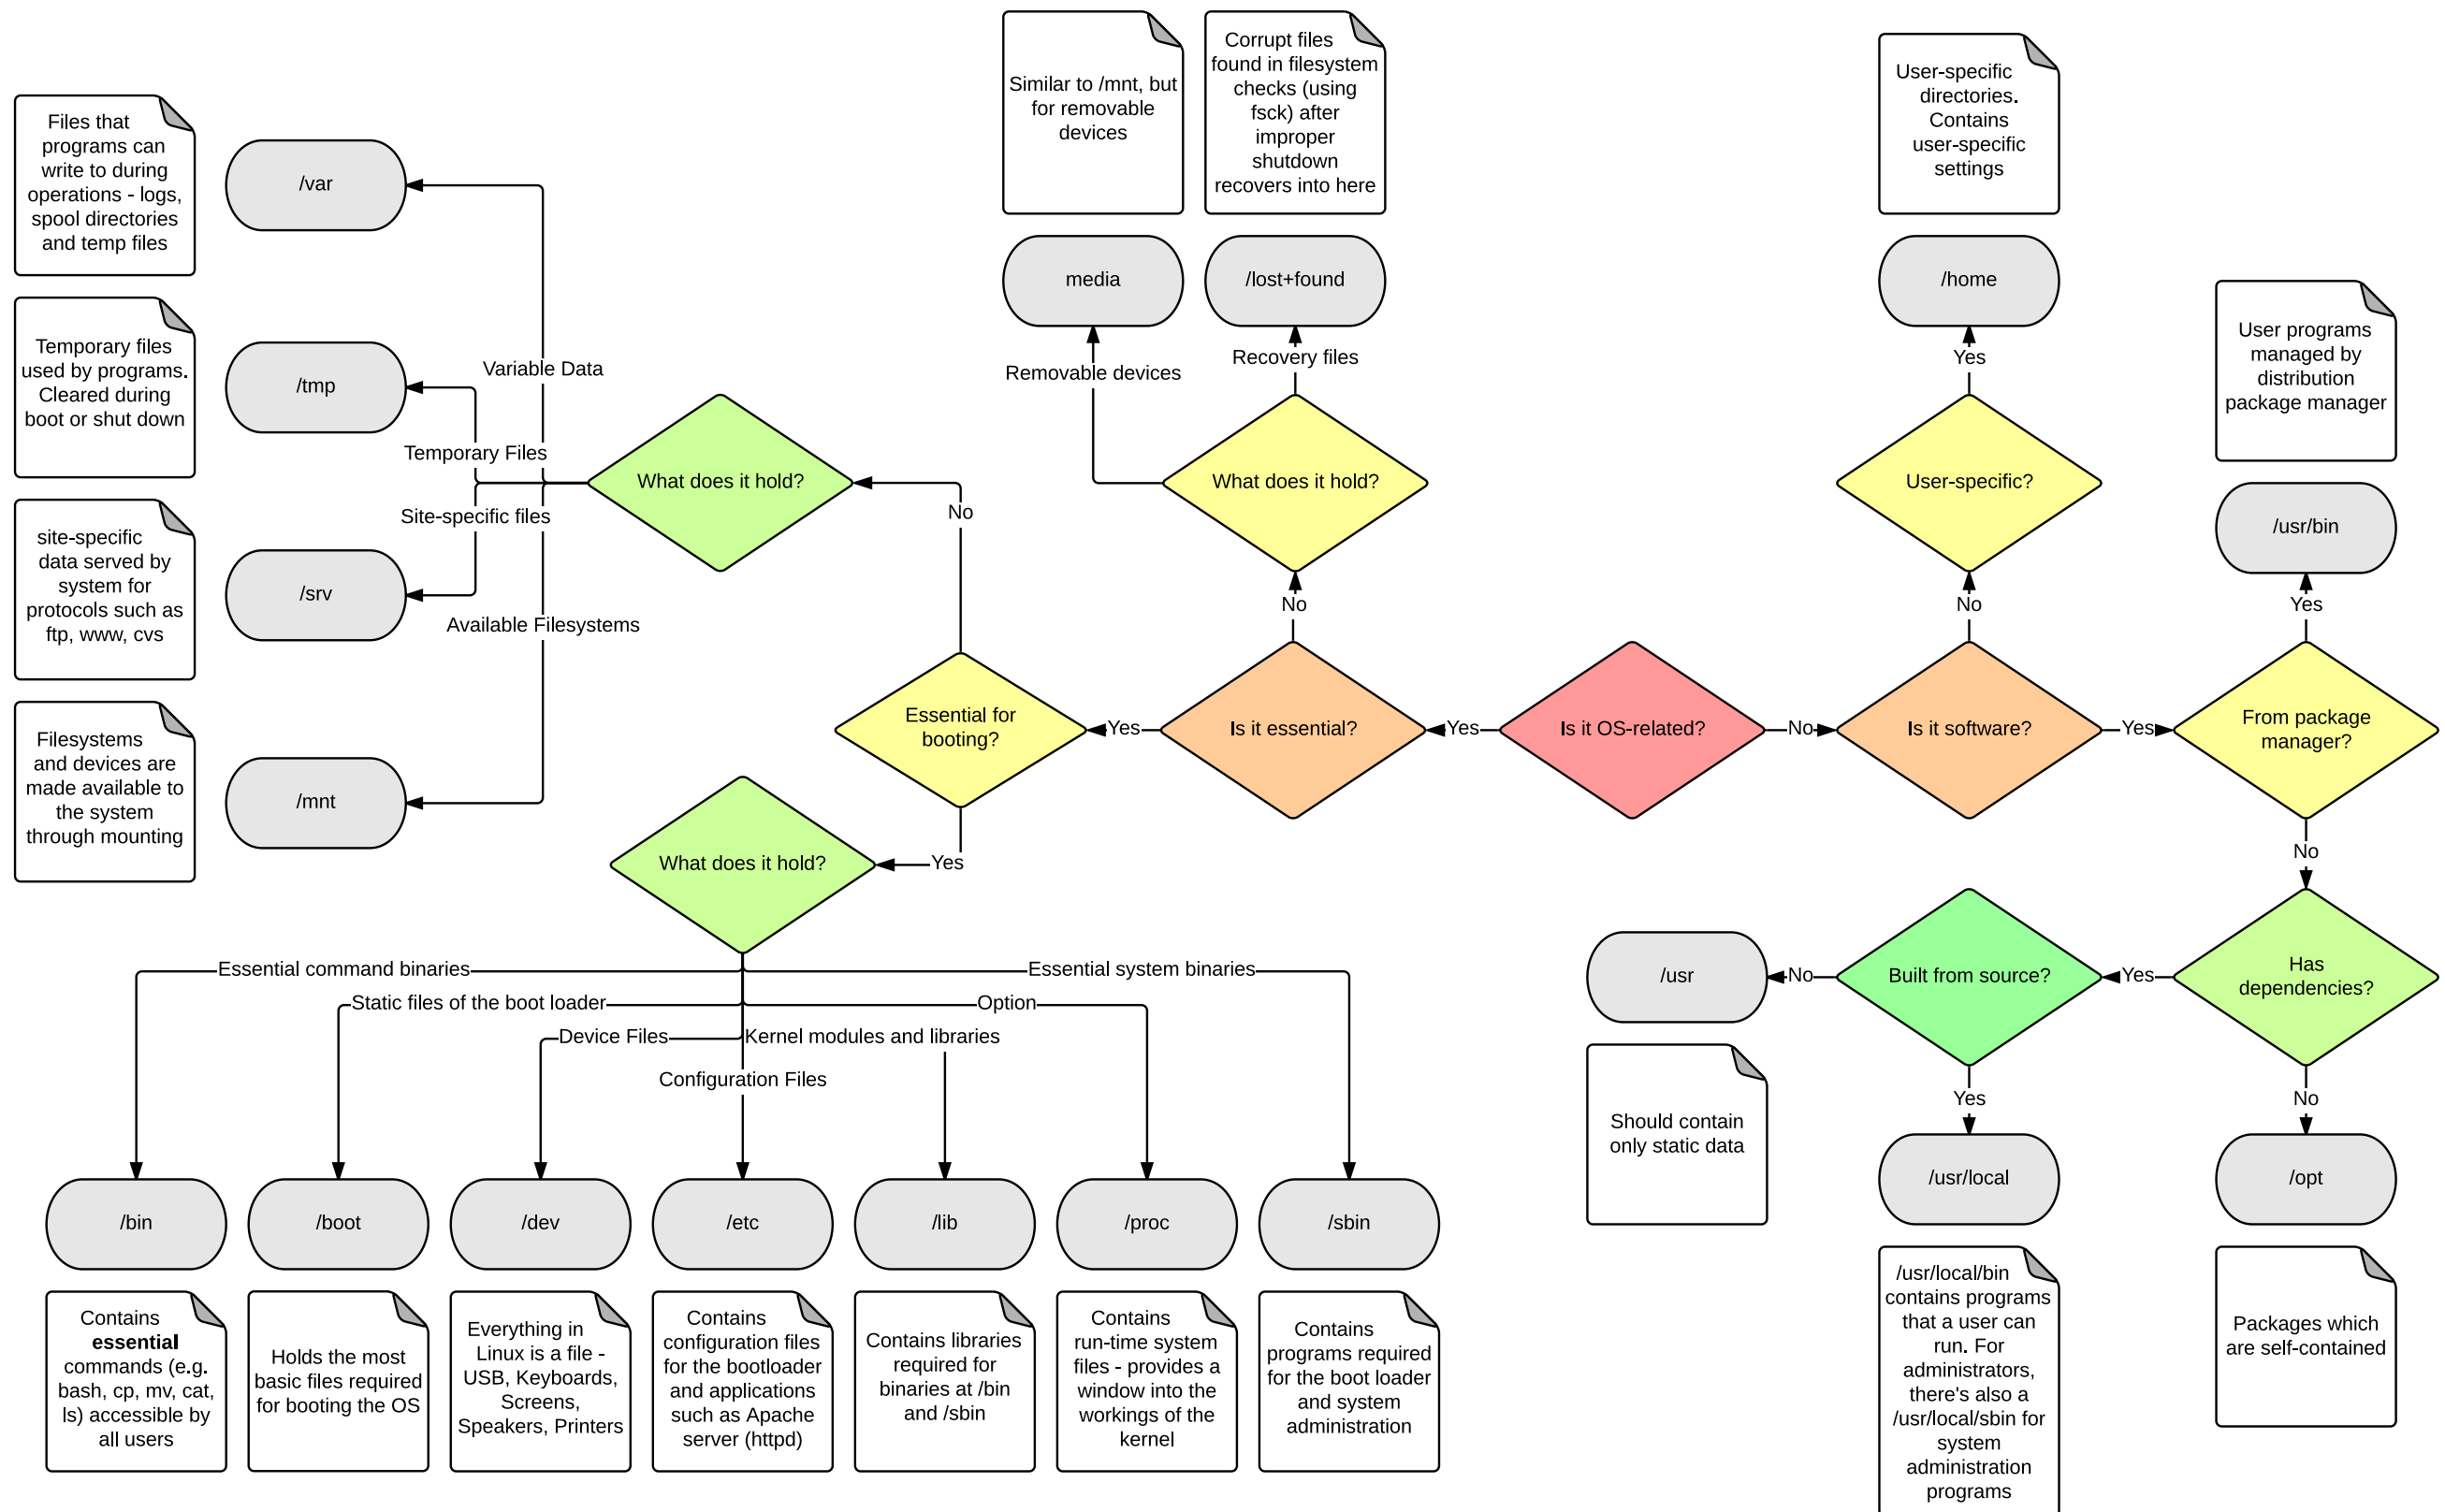 Similar to /mnt, but
for removable
devices
Corrupt files
found in filesystem
checks (using
fsck) after
improper
shutdown
recovers into here
User-specific
directories.
Contains
user-specific
settings
Files that
programs can
write to during
operations - logs,
spool directories
and temp files
/var
media
/lost+found
/home
User programs
managed by
distribution
package manager
Temporary files
used by programs.
Cleared during
boot or shut down
/tmp
Variable Data
Removable devices
Recovery files
Yes
Temporary Files
What does it hold?
What does it hold?
User-specific?
/usr/bin
site-specific
data served by
system for
protocols such as
ftp, www, cvs
Site-specific files
No
/srv
Available Filesystems
No
No
Yes
Filesystems
and devices are
made available to
the system
through mounting
/mnt
Essential for
booting?
Yes
Is it essential?
Yes
Is it OS-related?
No
Is it software?
Yes
From package
manager?
What does it hold?
Yes
No
Essential command binaries
Essential system binaries
/usr
No
Built from source?
Yes
Has
dependencies?
Static files of the boot loader
Option
Device Files
Kernel modules and libraries
Configuration Files
Should contain
only static data
Yes
No
/usr/local
/opt
/bin
/boot
/dev
/etc
/lib
/proc
/sbin
Contains
essential
commands (e.g.
bash, cp, mv, cat,
ls) accessible by
all users
Holds the most
basic files required
for booting the OS
Everything in
Linux is a file -
USB, Keyboards,
Screens,
Speakers, Printers
Contains
configuration files
for the bootloader
and applications
such as Apache
server (httpd)
Contains libraries
required for
binaries at /bin
and /sbin
Contains
run-time system
files - provides a
window into the
workings of the
kernel
Contains
programs required
for the boot loader
and system
administration
/usr/local/bin
contains programs
that a user can
run. For
administrators,
there's also a
/usr/local/sbin for
system
administration
programs
Packages which
are self-contained